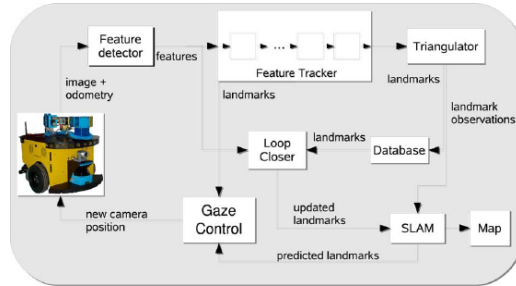 Feature
detector
features
...
Feature Tracker
Triangulator
image +
odometry
landmarks
landmarks
landmark
observations
landmarks
Loop
Closer
Database
new camera
position
Gaze
Control
updated
landmarks
SLAM
Map
predicted landmarks